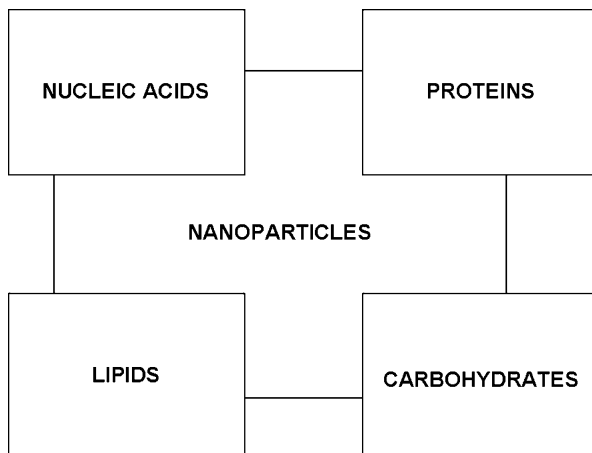 NUCLEIC ACIDS
PROTEINS
NANOPARTICLES
LIPIDS
CARBOHYDRATES